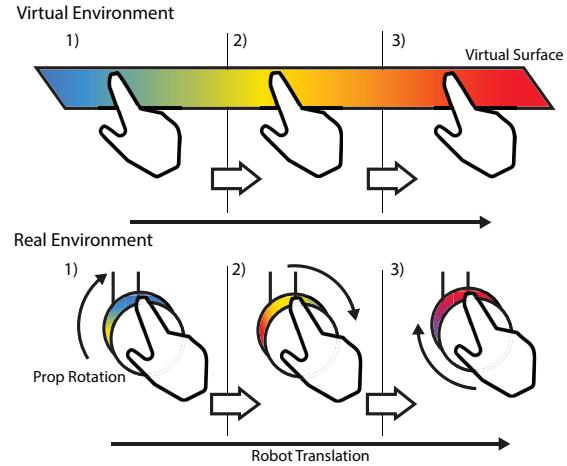 Virtual Environment
1)
2)
3)
Virtual Surface
Real Environment
1)
2)
3)
Prop Rotation
Robot Translation